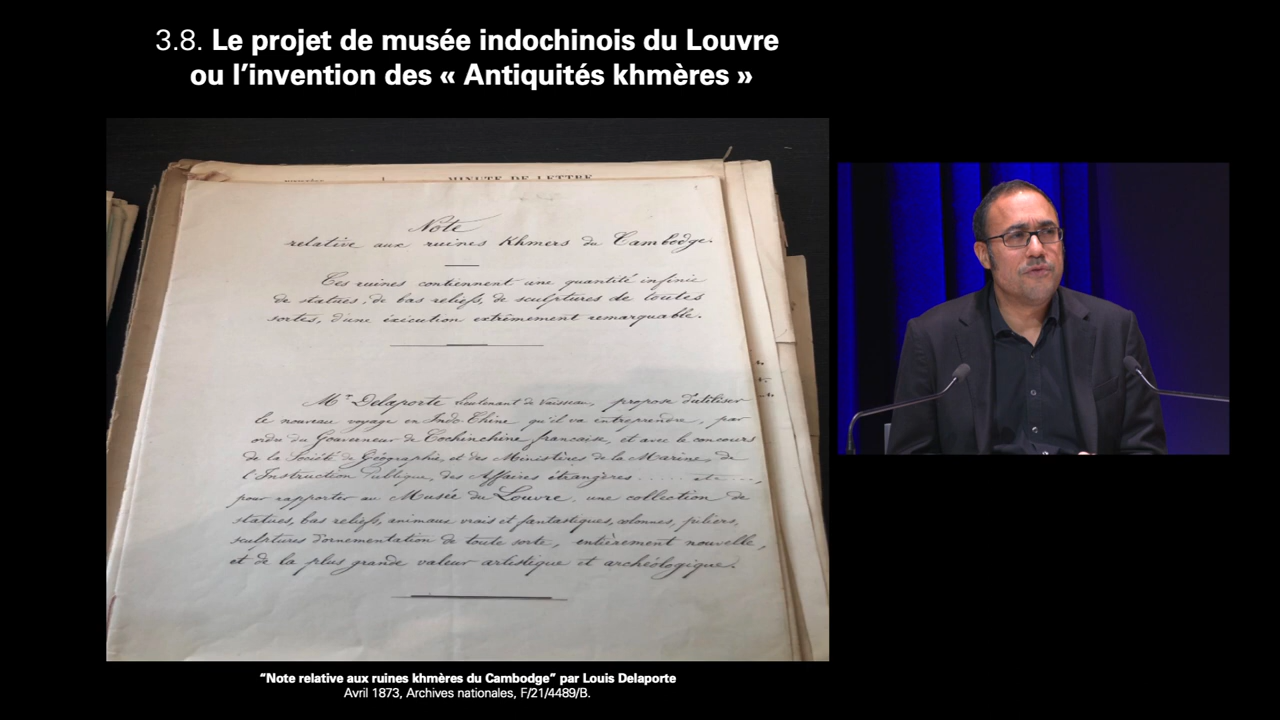 3.8. Le projet de musée indochinois du Louvre
ou l’invention des « Antiquités khmères »
MINUTE DE LETTRE
Note
relative aux ruines Khmers du Cambodge.
Ces ruines contiennent une quantité infinie
de statues, de bas reliefs, de sculptures de toutes
sortes, d'une éxécution extrêmement remarquable.
Mr Delaporte lieutenant de Vaisseau, propose d'utiliser
le nouveau voyage en Indo-Chine qu'il va entreprendre, par
ordre du Gouverneur de Cochinchine française, et avec le concours
de la Société de Géographie, et des Ministères de la Marine, de
l'Instruction Publique, des Affaires étrangères ..... etc ....,
pour rapporter au Musée du Louvre, une collection de
statues, bas reliefs, animaux vrais et fantastiques, colonnes, piliers,
sculptures d'ornementation de toute sorte, entièrement nouvelle,
et de la plus grande valeur artistique et archéologique.
“Note relative aux ruines khmères du Cambodge” par Louis Delaporte
Avril 1873, Archives nationales, F/21/4489/B.